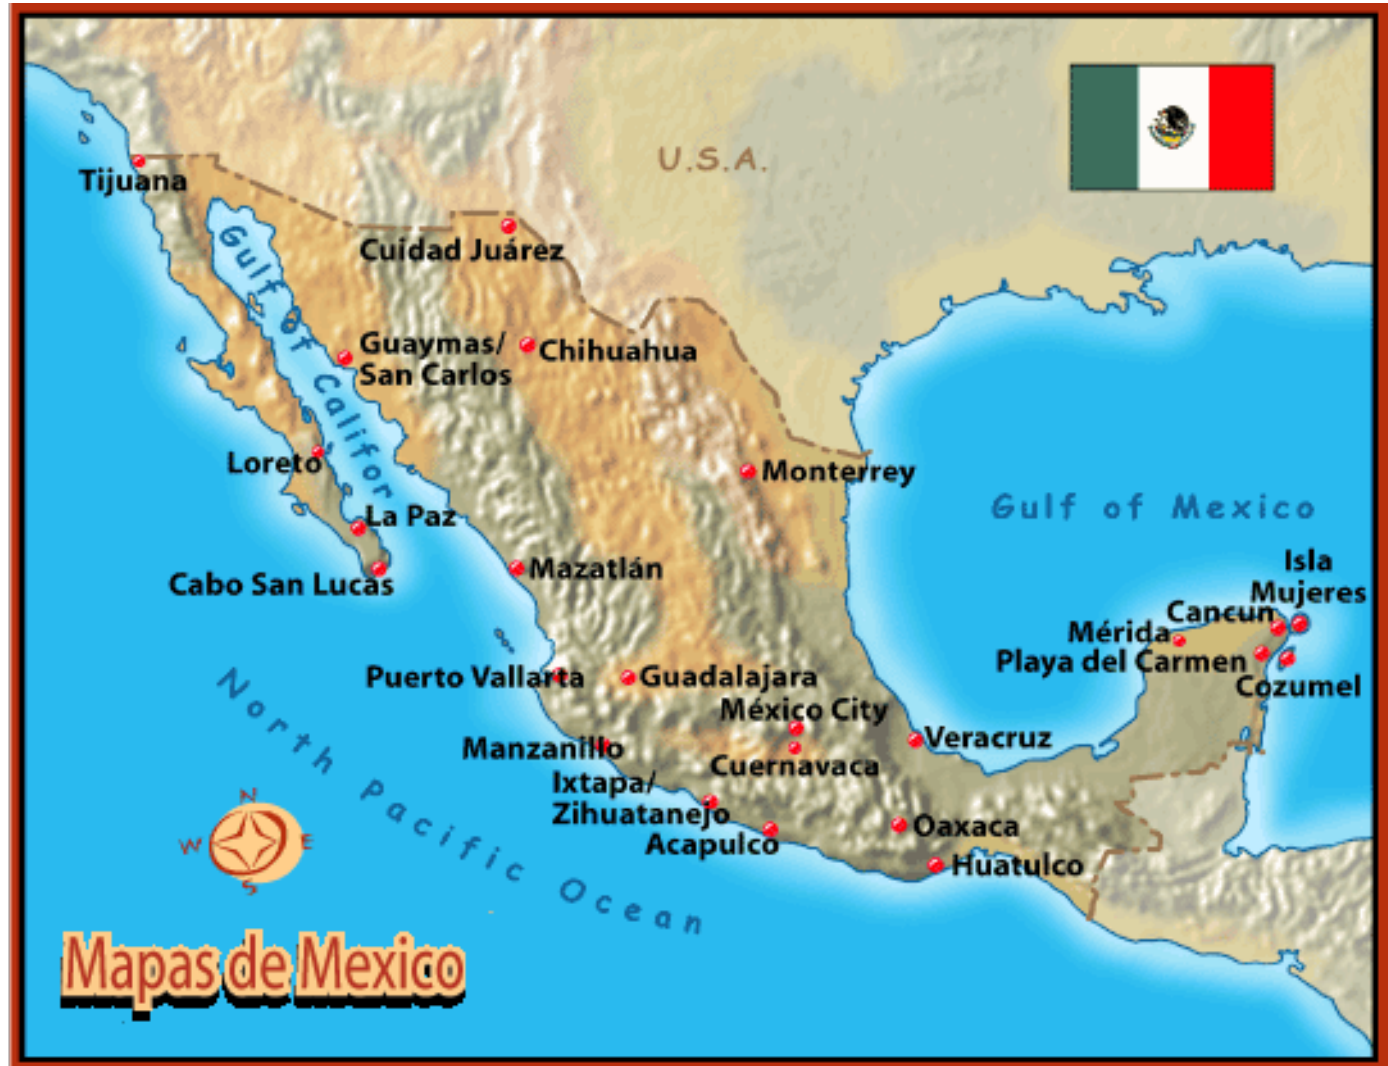 U.S.A.
Tijuana
Cuidad Juárez
Gulf of Califor
Guaymas/
San Carlos
Chihuahua
Loreto
Monterrey
Gulf of Mexico
La Paz
Cabo San Lucas
Mazatlán
Isla
Mujeres
Cancun
Mérida
Playa del Carmen
Cozumel
Puerto Vallarta
Guadalajara
México City
Veracruz
Manzanillo
Cuernavaca
Ixtapa/
Zihuatanejo
Acapulco
Oaxaca
Huatulco
North Pacific Ocean
N
W
E
S
Mapas de Mexico